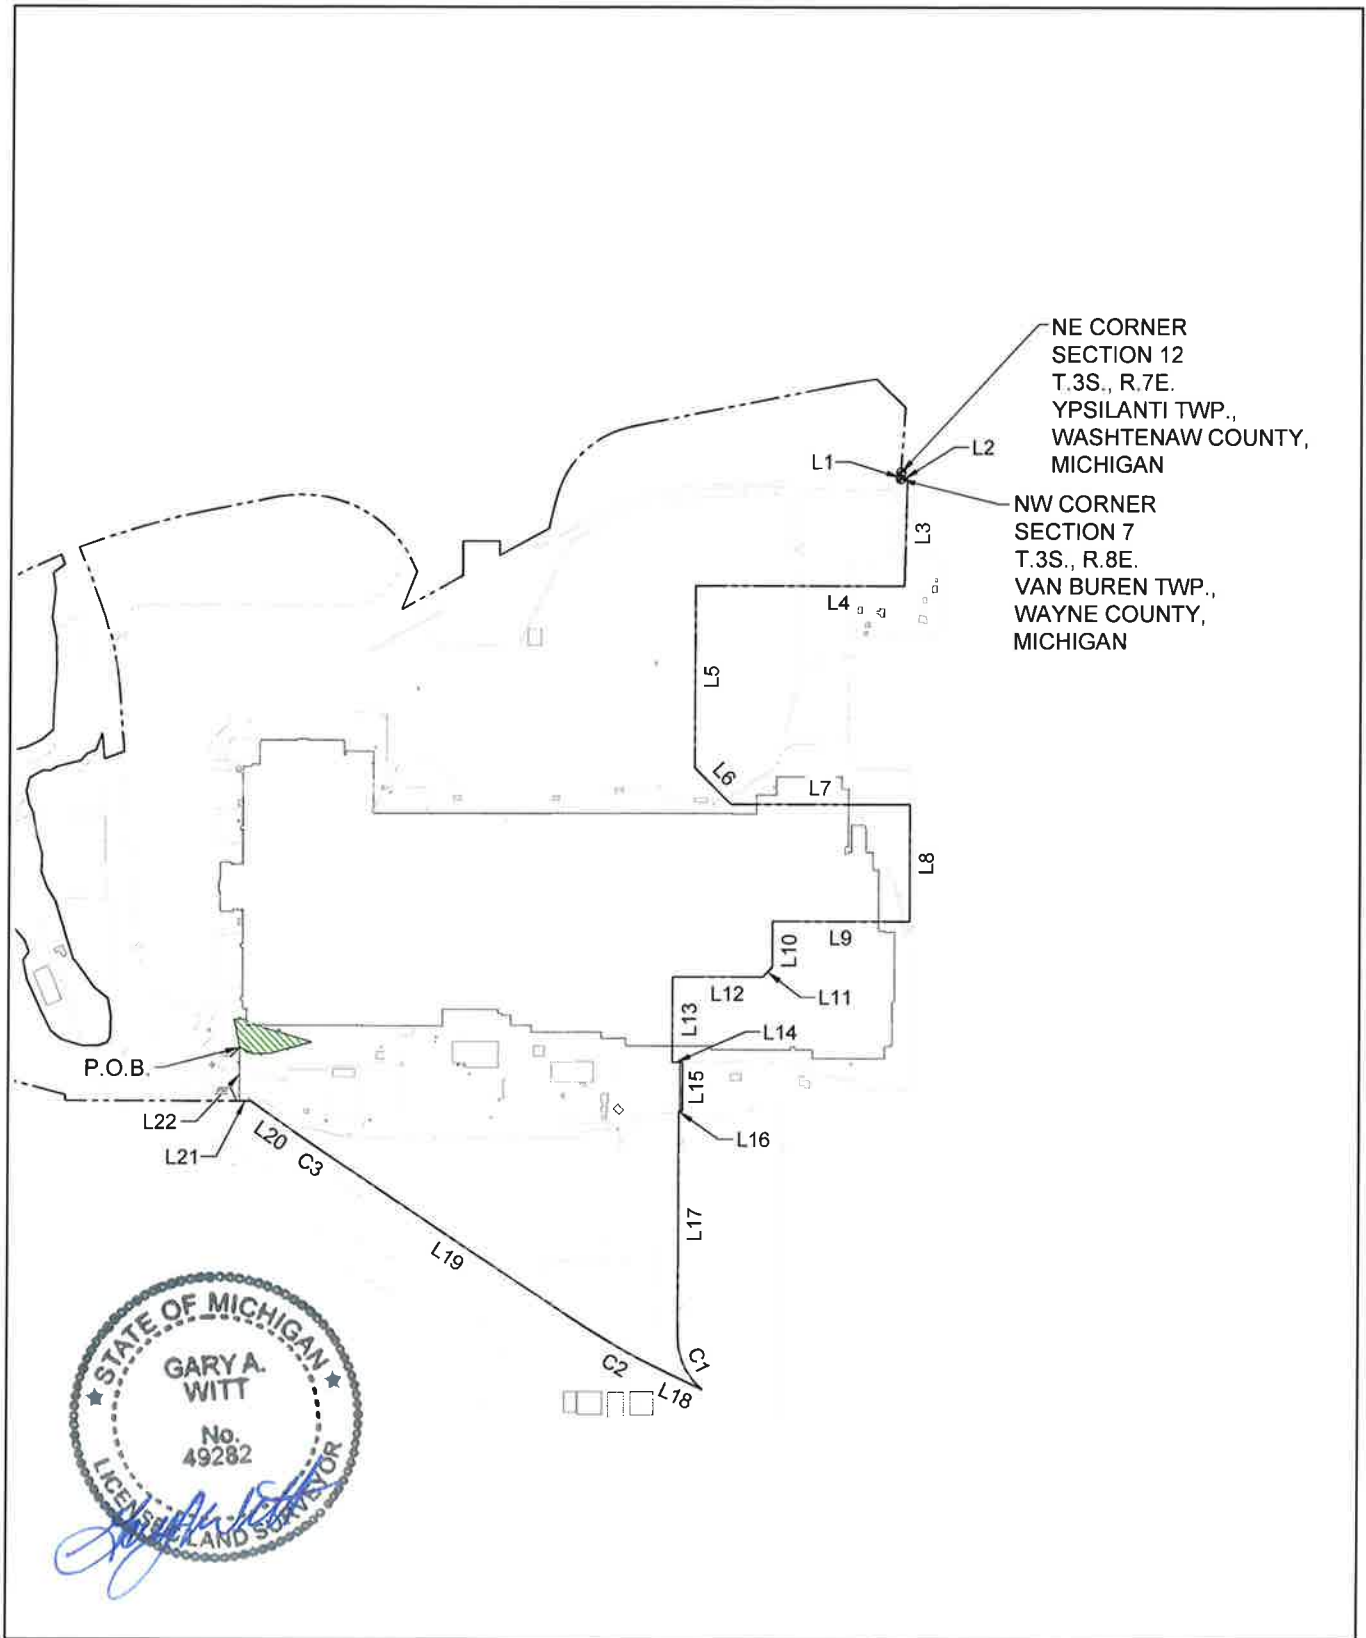 NE CORNER
SECTION 12
T.3S., R.7E.
YPSILANTI TWP.,
WASHTENAW COUNTY,
MICHIGAN
L1
L2
NW CORNER
SECTION 7
T.3S., R.8E.
VAN BUREN TWP.,
WAYNE COUNTY,
MICHIGAN
L3
L4
L5
L6
L7
L8
L9
L10
L11
L12
L13
L14
L15
L16
P.O.B.
L22
L21
L20
C3
L19
L17
C2
C1
L18
STATE OF MICHIGAN
GARY A.
WITT
No.
49282
LICENSED LAND SURVEYOR